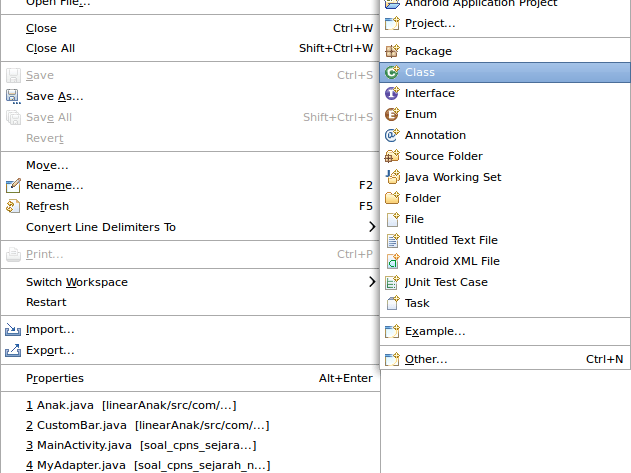 Open File...
Close Ctrl+W
Close All Shift+Ctrl+W
Save Ctrl+S
Save As...
Save All Shift+Ctrl+S
Revert
Move...
Rename... F2
Refresh F5
Convert Line Delimiters To
Print... Ctrl+P
Switch Workspace
Restart
Import...
Export...
Properties Alt+Enter
1 Anak.java [linearAnak/src/com/...]
2 CustomBar.java [linearAnak/src/com/...]
3 MainActivity.java [soal_cpns_sejara...]
4 MyAdapter.java [soal_cpns_sejarah_n...]
Android Application Project
Project...
Package
Class
Interface
Enum
Annotation
Source Folder
Java Working Set
Folder
File
Untitled Text File
Android XML File
JUnit Test Case
Task
Example...
Other... Ctrl+N